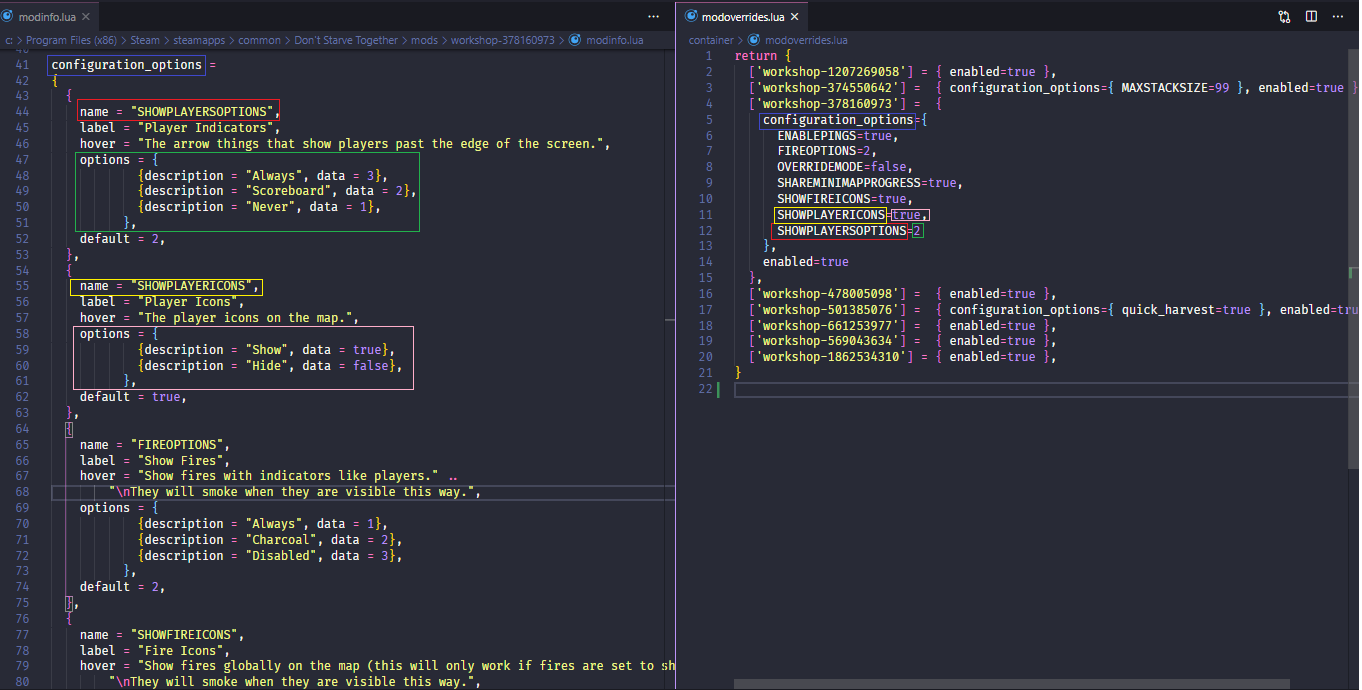 modinfo.lua ×
c: > Program Files (x86) > Steam > steamapps > common > Don't Starve Together > mods > workshop-378160973 > modinfo.lua
41 configuration_options =
42 {
43 {
44 name = "SHOWPLAYERSOPTIONS",
45 label = "Player Indicators",
46 hover = "The arrow things that show players past the edge of the screen.",
47 options = {
48 {description = "Always", data = 3},
49 {description = "Scoreboard", data = 2},
50 {description = "Never", data = 1},
51 },
52 default = 2,
53 },
54 {
55 name = "SHOWPLAYERICONS",
56 label = "Player Icons",
57 hover = "The player icons on the map.",
58 options = {
59 {description = "Show", data = true},
60 {description = "Hide", data = false},
61 },
62 default = true,
63 },
64 {
65 name = "FIREOPTIONS",
66 label = "Show Fires",
67 hover = "Show fires with indicators like players." ..
68 "\nThey will smoke when they are visible this way.",
69 options = {
70 {description = "Always", data = 1},
71 {description = "Charcoal", data = 2},
72 {description = "Disabled", data = 3},
73 },
74 default = 2,
75 },
76 {
77 name = "SHOWFIREICONS",
78 label = "Fire Icons",
79 hover = "Show fires globally on the map (this will only work if fires are set to sh
80 "\nThey will smoke when they are visible this way.",
modoverrides.lua ×
container > modoverrides.lua
1 return {
2 ['workshop-1207269058'] = { enabled=true },
3 ['workshop-374550642'] = { configuration_options={ MAXSTACKSIZE=99 }, enabled=true }
4 ['workshop-378160973'] = {
5 configuration_options={
6 ENABLEPINGS=true,
7 FIREOPTIONS=2,
8 OVERRIDEMODE=false,
9 SHAREMINIMAPPROGRESS=true,
10 SHOWFIREICONS=true,
11 SHOWPLAYERICONS=true,
12 SHOWPLAYERSOPTIONS=2
13 },
14 enabled=true
15 },
16 ['workshop-478005098'] = { enabled=true },
17 ['workshop-501385076'] = { configuration_options={ quick_harvest=true }, enabled=tru
18 ['workshop-661253977'] = { enabled=true },
19 ['workshop-569043634'] = { enabled=true },
20 ['workshop-1862534310'] = { enabled=true },
21 }
22